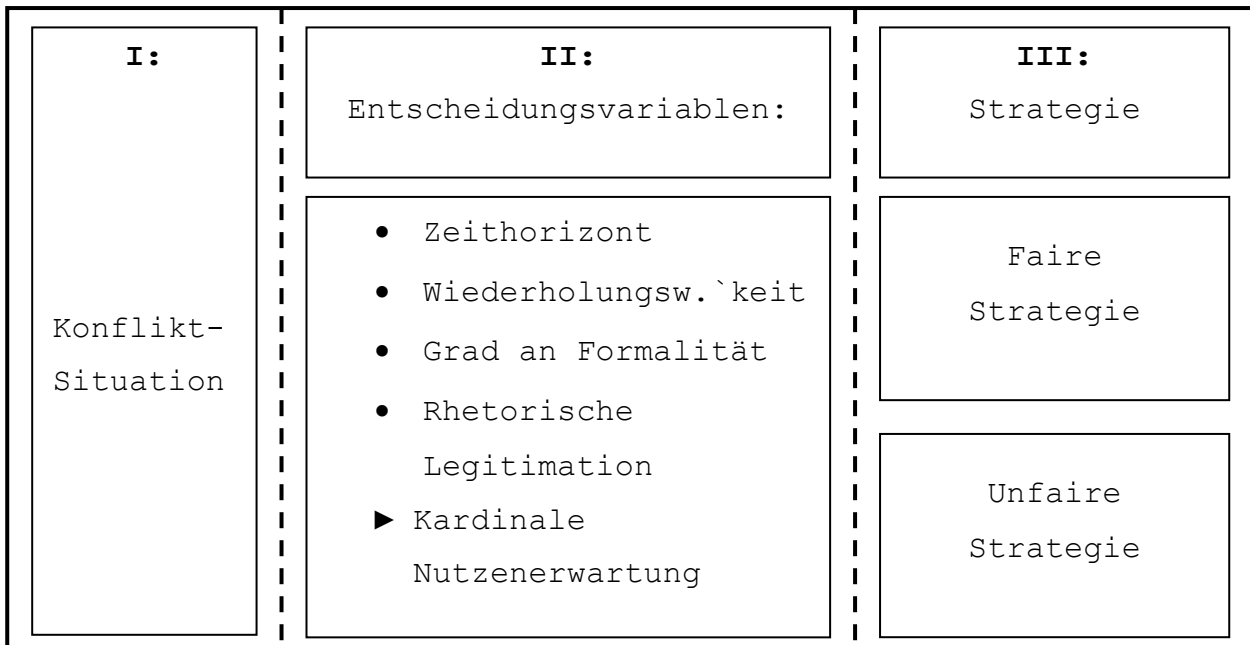 I:
Konflikt-
Situation
II:
Entscheidungsvariablen:
• Zeithorizont
• Wiederholungsw.`keit
• Grad an Formalität
• Rhetorische
Legitimation
► Kardinale
Nutzenerwartung
III:
Strategie
Faire
Strategie
Unfaire
Strategie